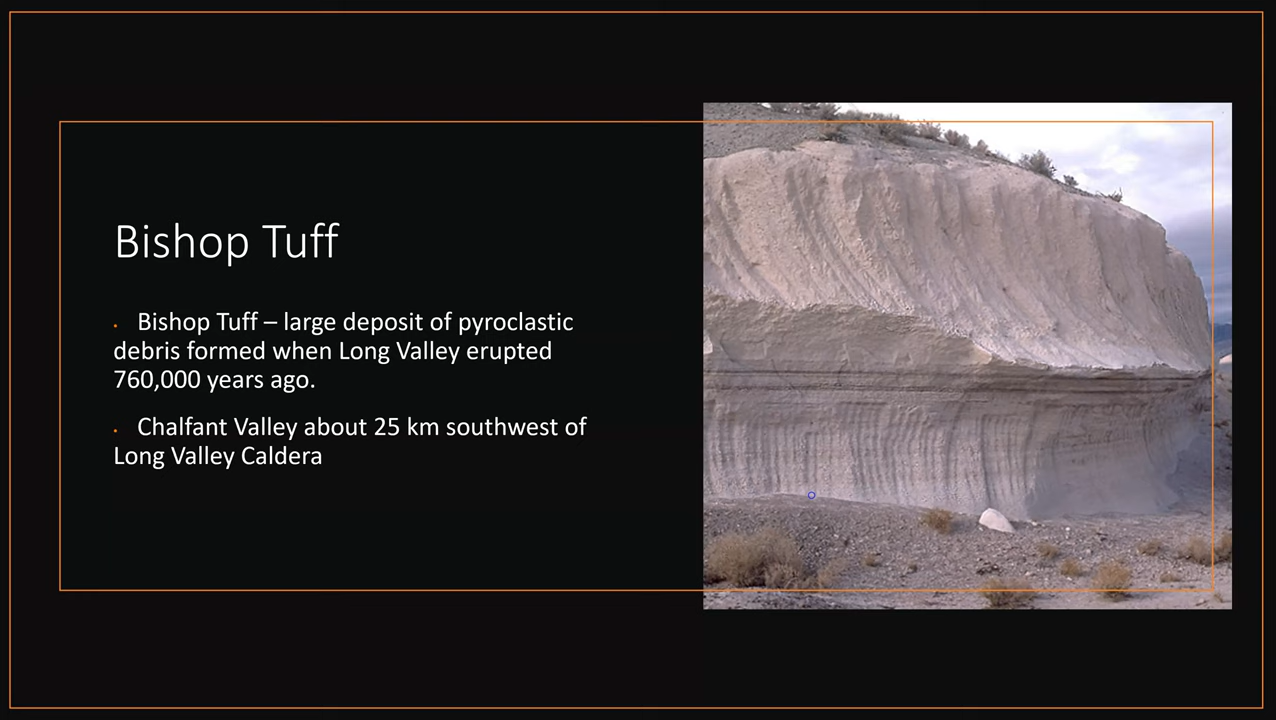 Bishop Tuff
• Bishop Tuff – large deposit of pyroclastic
debris formed when Long Valley erupted
760,000 years ago.
• Chalfant Valley about 25 km southwest of
Long Valley Caldera